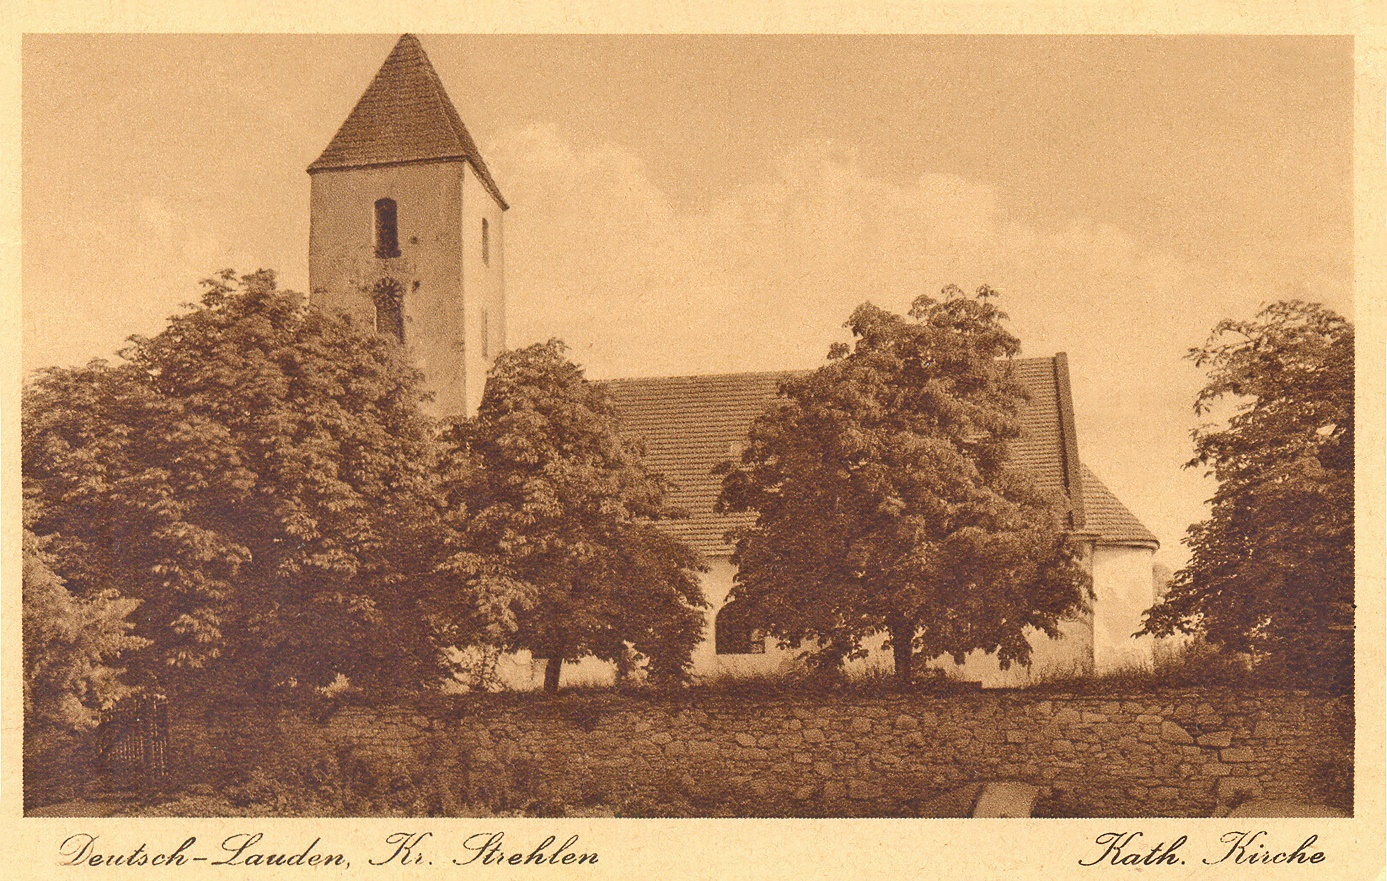 Deutsch-Lauden, Kr. Strehlen
Kath. Kirche